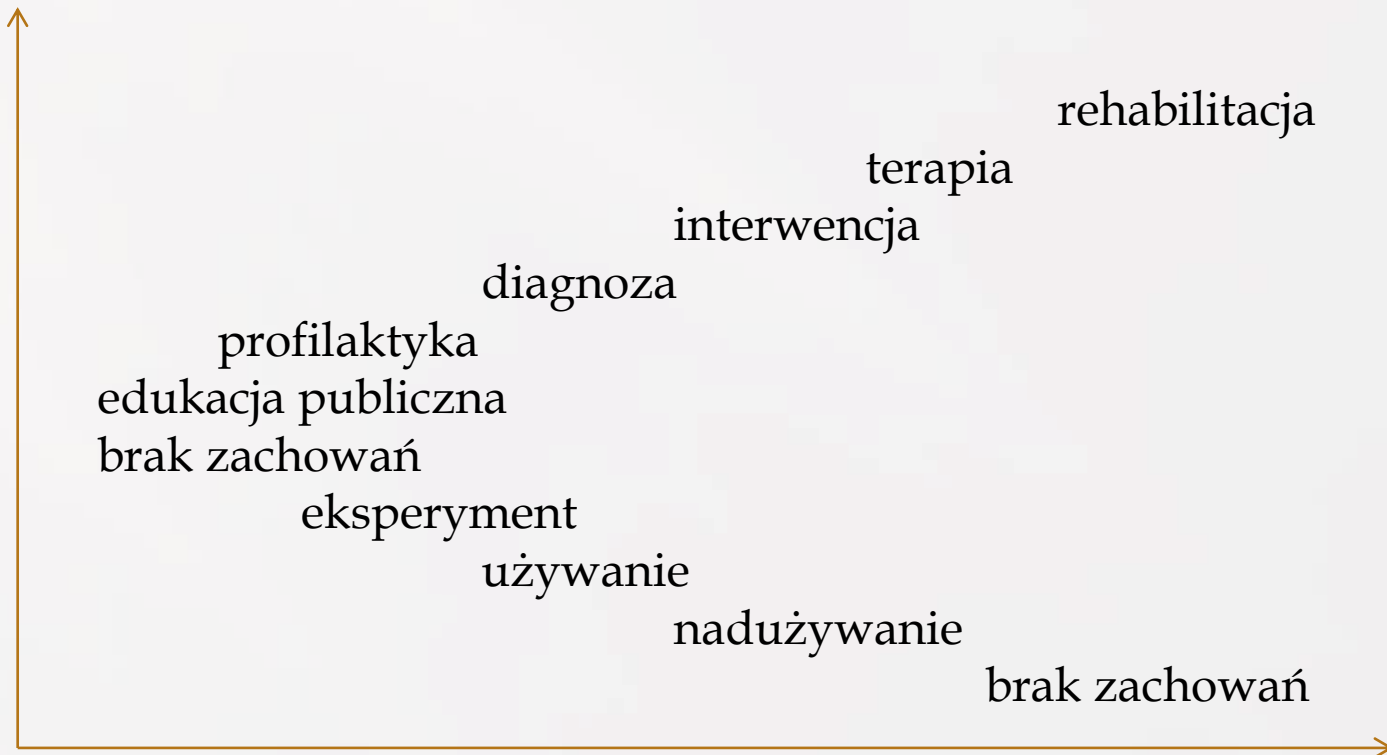 rehabilitacja
terapia
interwencja
diagnoza
profilaktyka
edukacja publiczna
brak zachowań
eksperyment
używanie
nadużywanie
brak zachowań